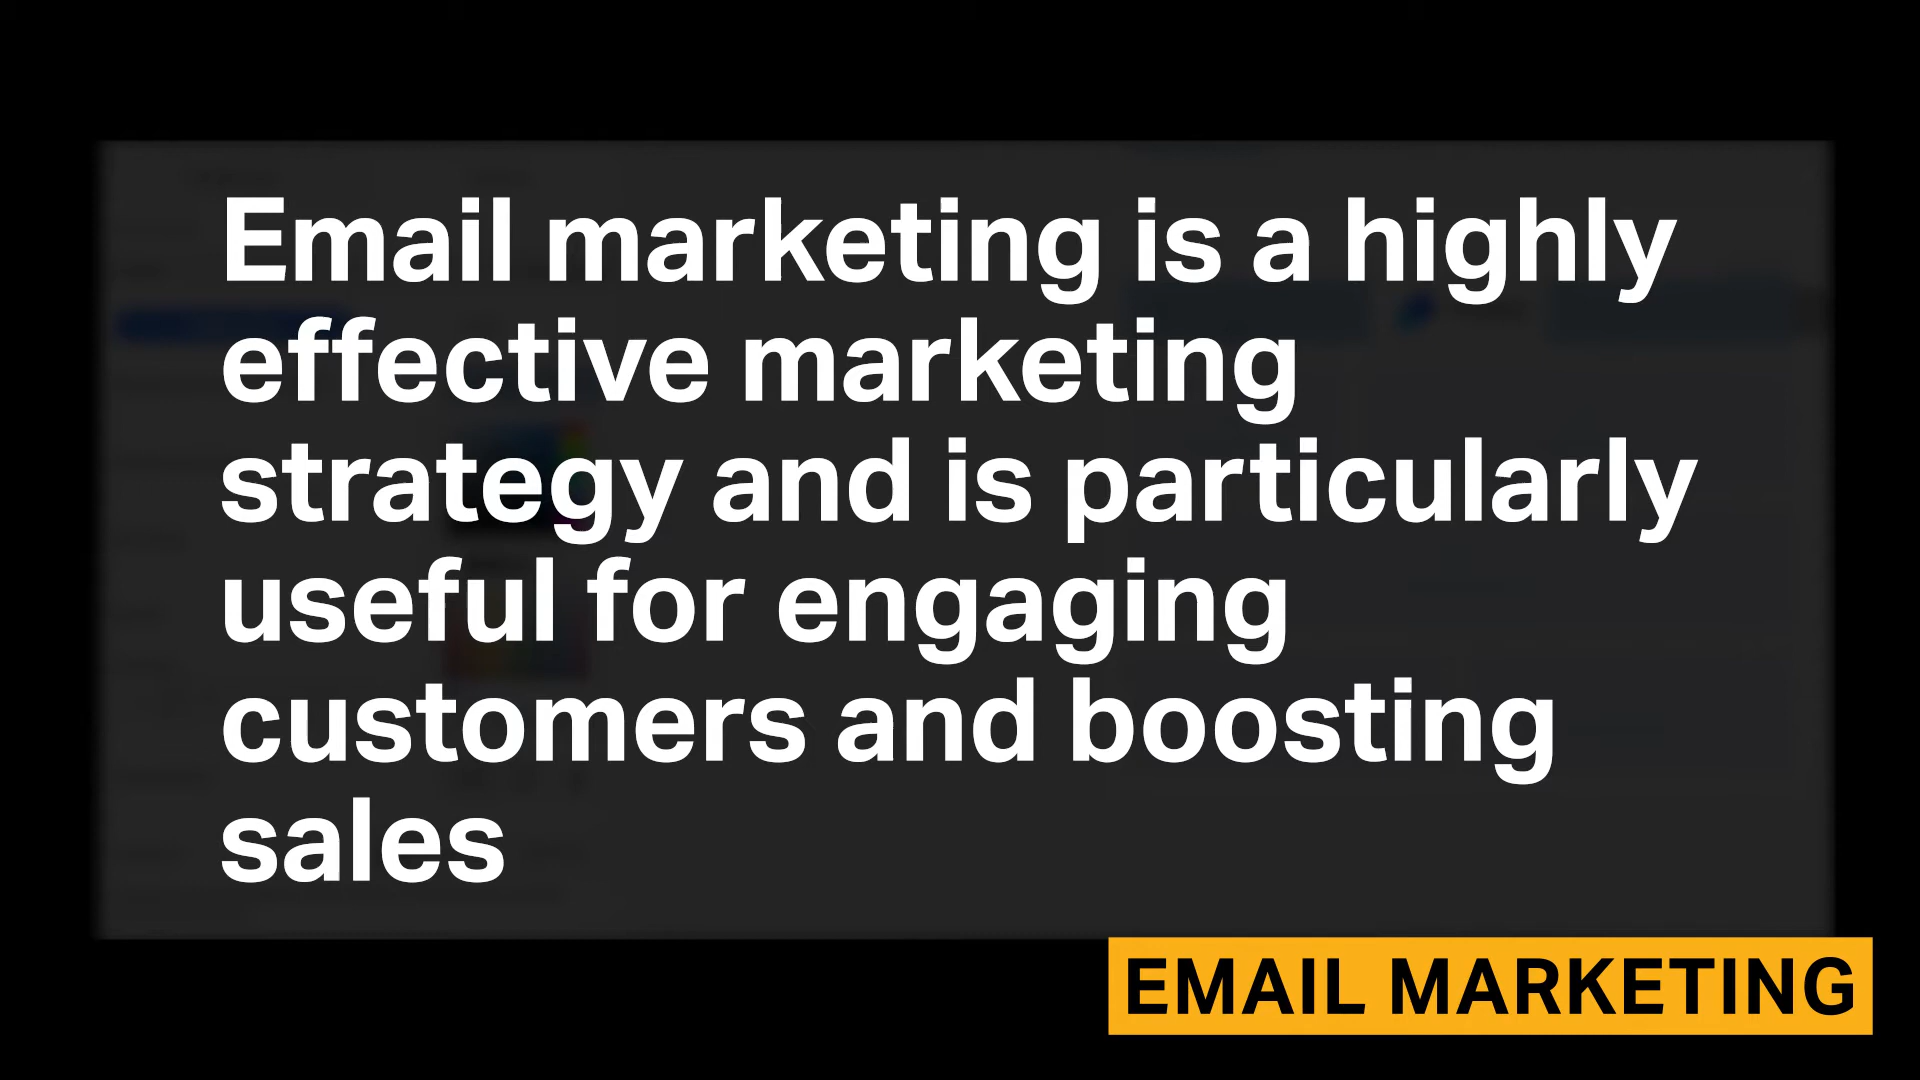 Email marketing is a highly
effective marketing
strategy and is particularly
useful for engaging
customers and boosting
sales
EMAIL MARKETING